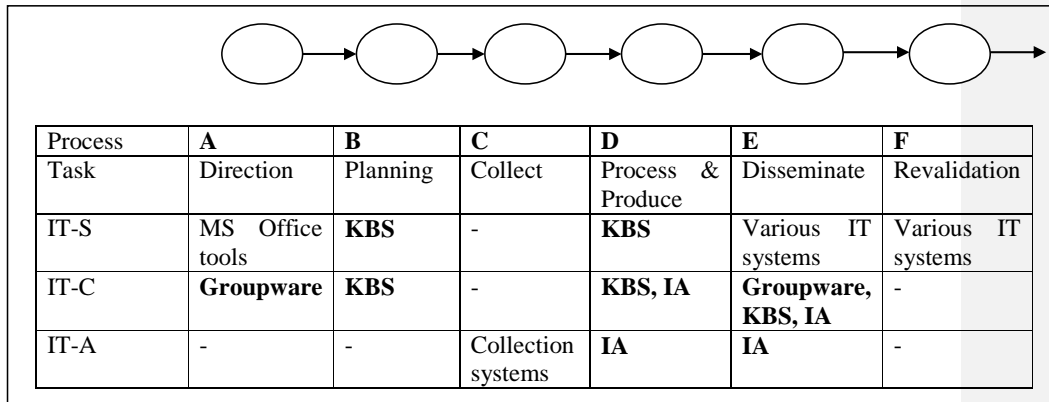 Process A B C D E F
Task Direction Planning Collect Process & Produce Disseminate Revalidation
IT-S MS Office tools KBS - KBS Various IT systems Various IT systems
IT-C Groupware KBS - KBS, IA Groupware, KBS, IA -
IT-A - - Collection systems IA IA -